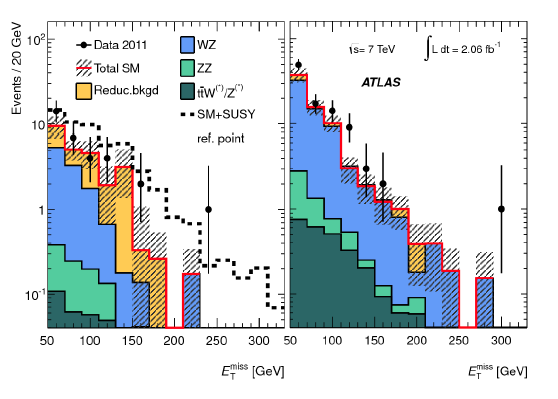 Events / 20 GeV
10²
10
1
10⁻¹
Data 2011
Total SM
Reduc.bkgd
WZ
ZZ
tt̄W⁽*⁾/Z⁽*⁾
SM+SUSY
ref. point
√s= 7 TeV
∫L dt = 2.06 fb⁻¹
ATLAS
50 100 150 200 250 300
50 100 150 200 250 300
E_T^miss [GeV]
E_T^miss [GeV]